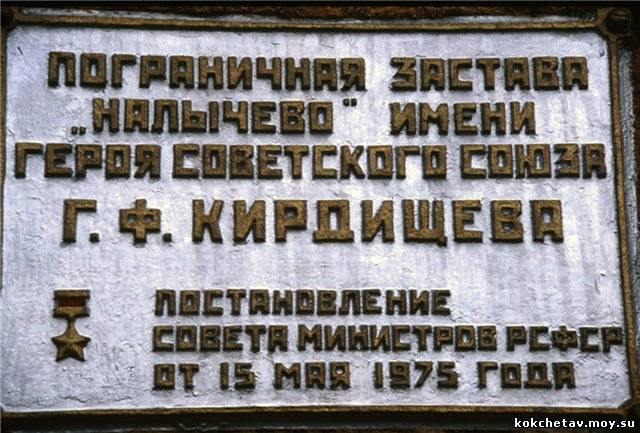 ПОГРАНИЧНАЯ ЗАСТАВА
„НАЛЫЧЕВО" ИМЕНИ
ГЕРОЯ СОВЕТСКОГО СОЮЗА
Г. Ф. КИРДИЩЕВА
ПОСТАНОВЛЕНИЕ
СОВЕТА МИНИСТРОВ РСФСР
ОТ 15 МАЯ 1975 ГОДА
kokchetav.moy.su